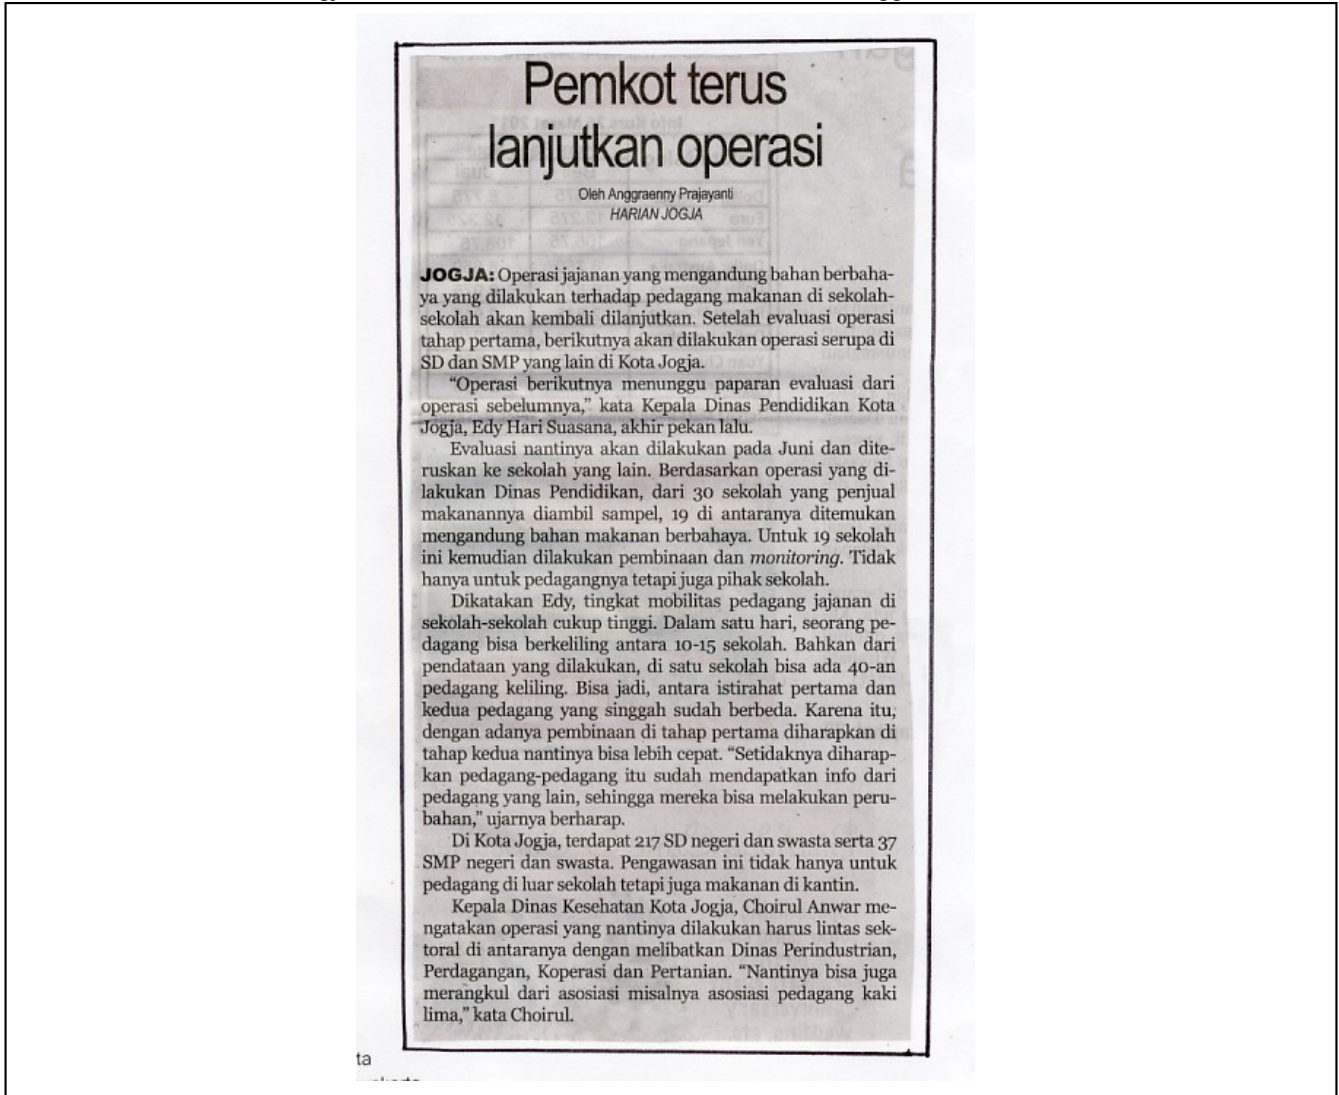 Pemkot terus
lanjutkan operasi
Oleh Anggraenny Prajayanti
HARIAN JOGJA
JOGJA: Operasi jajanan yang mengandung bahan berbaha-
ya yang dilakukan terhadap pedagang makanan di sekolah-
sekolah akan kembali dilanjutkan. Setelah evaluasi operasi
tahap pertama, berikutnya akan dilakukan operasi serupa di
SD dan SMP yang lain di Kota Jogja.
“Operasi berikutnya menunggu paparan evaluasi dari
operasi sebelumnya,” kata Kepala Dinas Pendidikan Kota
Jogja, Edy Hari Suasana, akhir pekan lalu.
Evaluasi nantinya akan dilakukan pada Juni dan dite-
ruskan ke sekolah yang lain. Berdasarkan operasi yang di-
lakukan Dinas Pendidikan, dari 30 sekolah yang penjual
makanannya diambil sampel, 19 di antaranya ditemukan
mengandung bahan makanan berbahaya. Untuk 19 sekolah
ini kemudian dilakukan pembinaan dan monitoring. Tidak
hanya untuk pedagangnya tetapi juga pihak sekolah.
Dikatakan Edy, tingkat mobilitas pedagang jajanan di
sekolah-sekolah cukup tinggi. Dalam satu hari, seorang pe-
dagang bisa berkeliling antara 10-15 sekolah. Bahkan dari
pendataan yang dilakukan, di satu sekolah bisa ada 40-an
pedagang keliling. Bisa jadi, antara istirahat pertama dan
kedua pedagang yang singgah sudah berbeda. Karena itu,
dengan adanya pembinaan di tahap pertama diharapkan di
tahap kedua nantinya bisa lebih cepat. “Setidaknya diharap-
kan pedagang-pedagang itu sudah mendapatkan info dari
pedagang yang lain, sehingga mereka bisa melakukan peru-
bahan,” ujarnya berharap.
Di Kota Jogja, terdapat 217 SD negeri dan swasta serta 37
SMP negeri dan swasta. Pengawasan ini tidak hanya untuk
pedagang di luar sekolah tetapi juga makanan di kantin.
Kepala Dinas Kesehatan Kota Jogja, Choirul Anwar me-
ngatakan operasi yang nantinya dilakukan harus lintas sek-
toral di antaranya dengan melibatkan Dinas Perindustrian,
Perdagangan, Koperasi dan Pertanian. “Nantinya bisa juga
merangkul dari asosiasi misalnya asosiasi pedagang kaki
lima,” kata Choirul.
ta